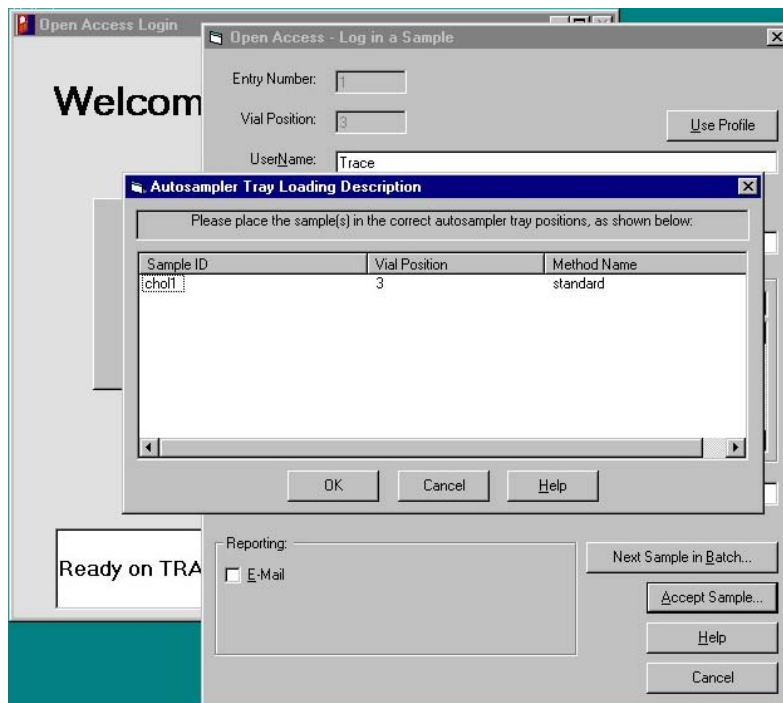 Open Access Login
Open Access - Log in a Sample
Entry Number: 1
Vial Position: 3
Use Profile
UserName: Trace
Welcom
Autosampler Tray Loading Description
Please place the sample(s) in the correct autosampler tray positions, as shown below:
Sample ID Vial Position Method Name
chol1 3 standard
OK Cancel Help
Reporting:
E-Mail
Next Sample in Batch...
Ready on TRA
Accept Sample...
Help
Cancel